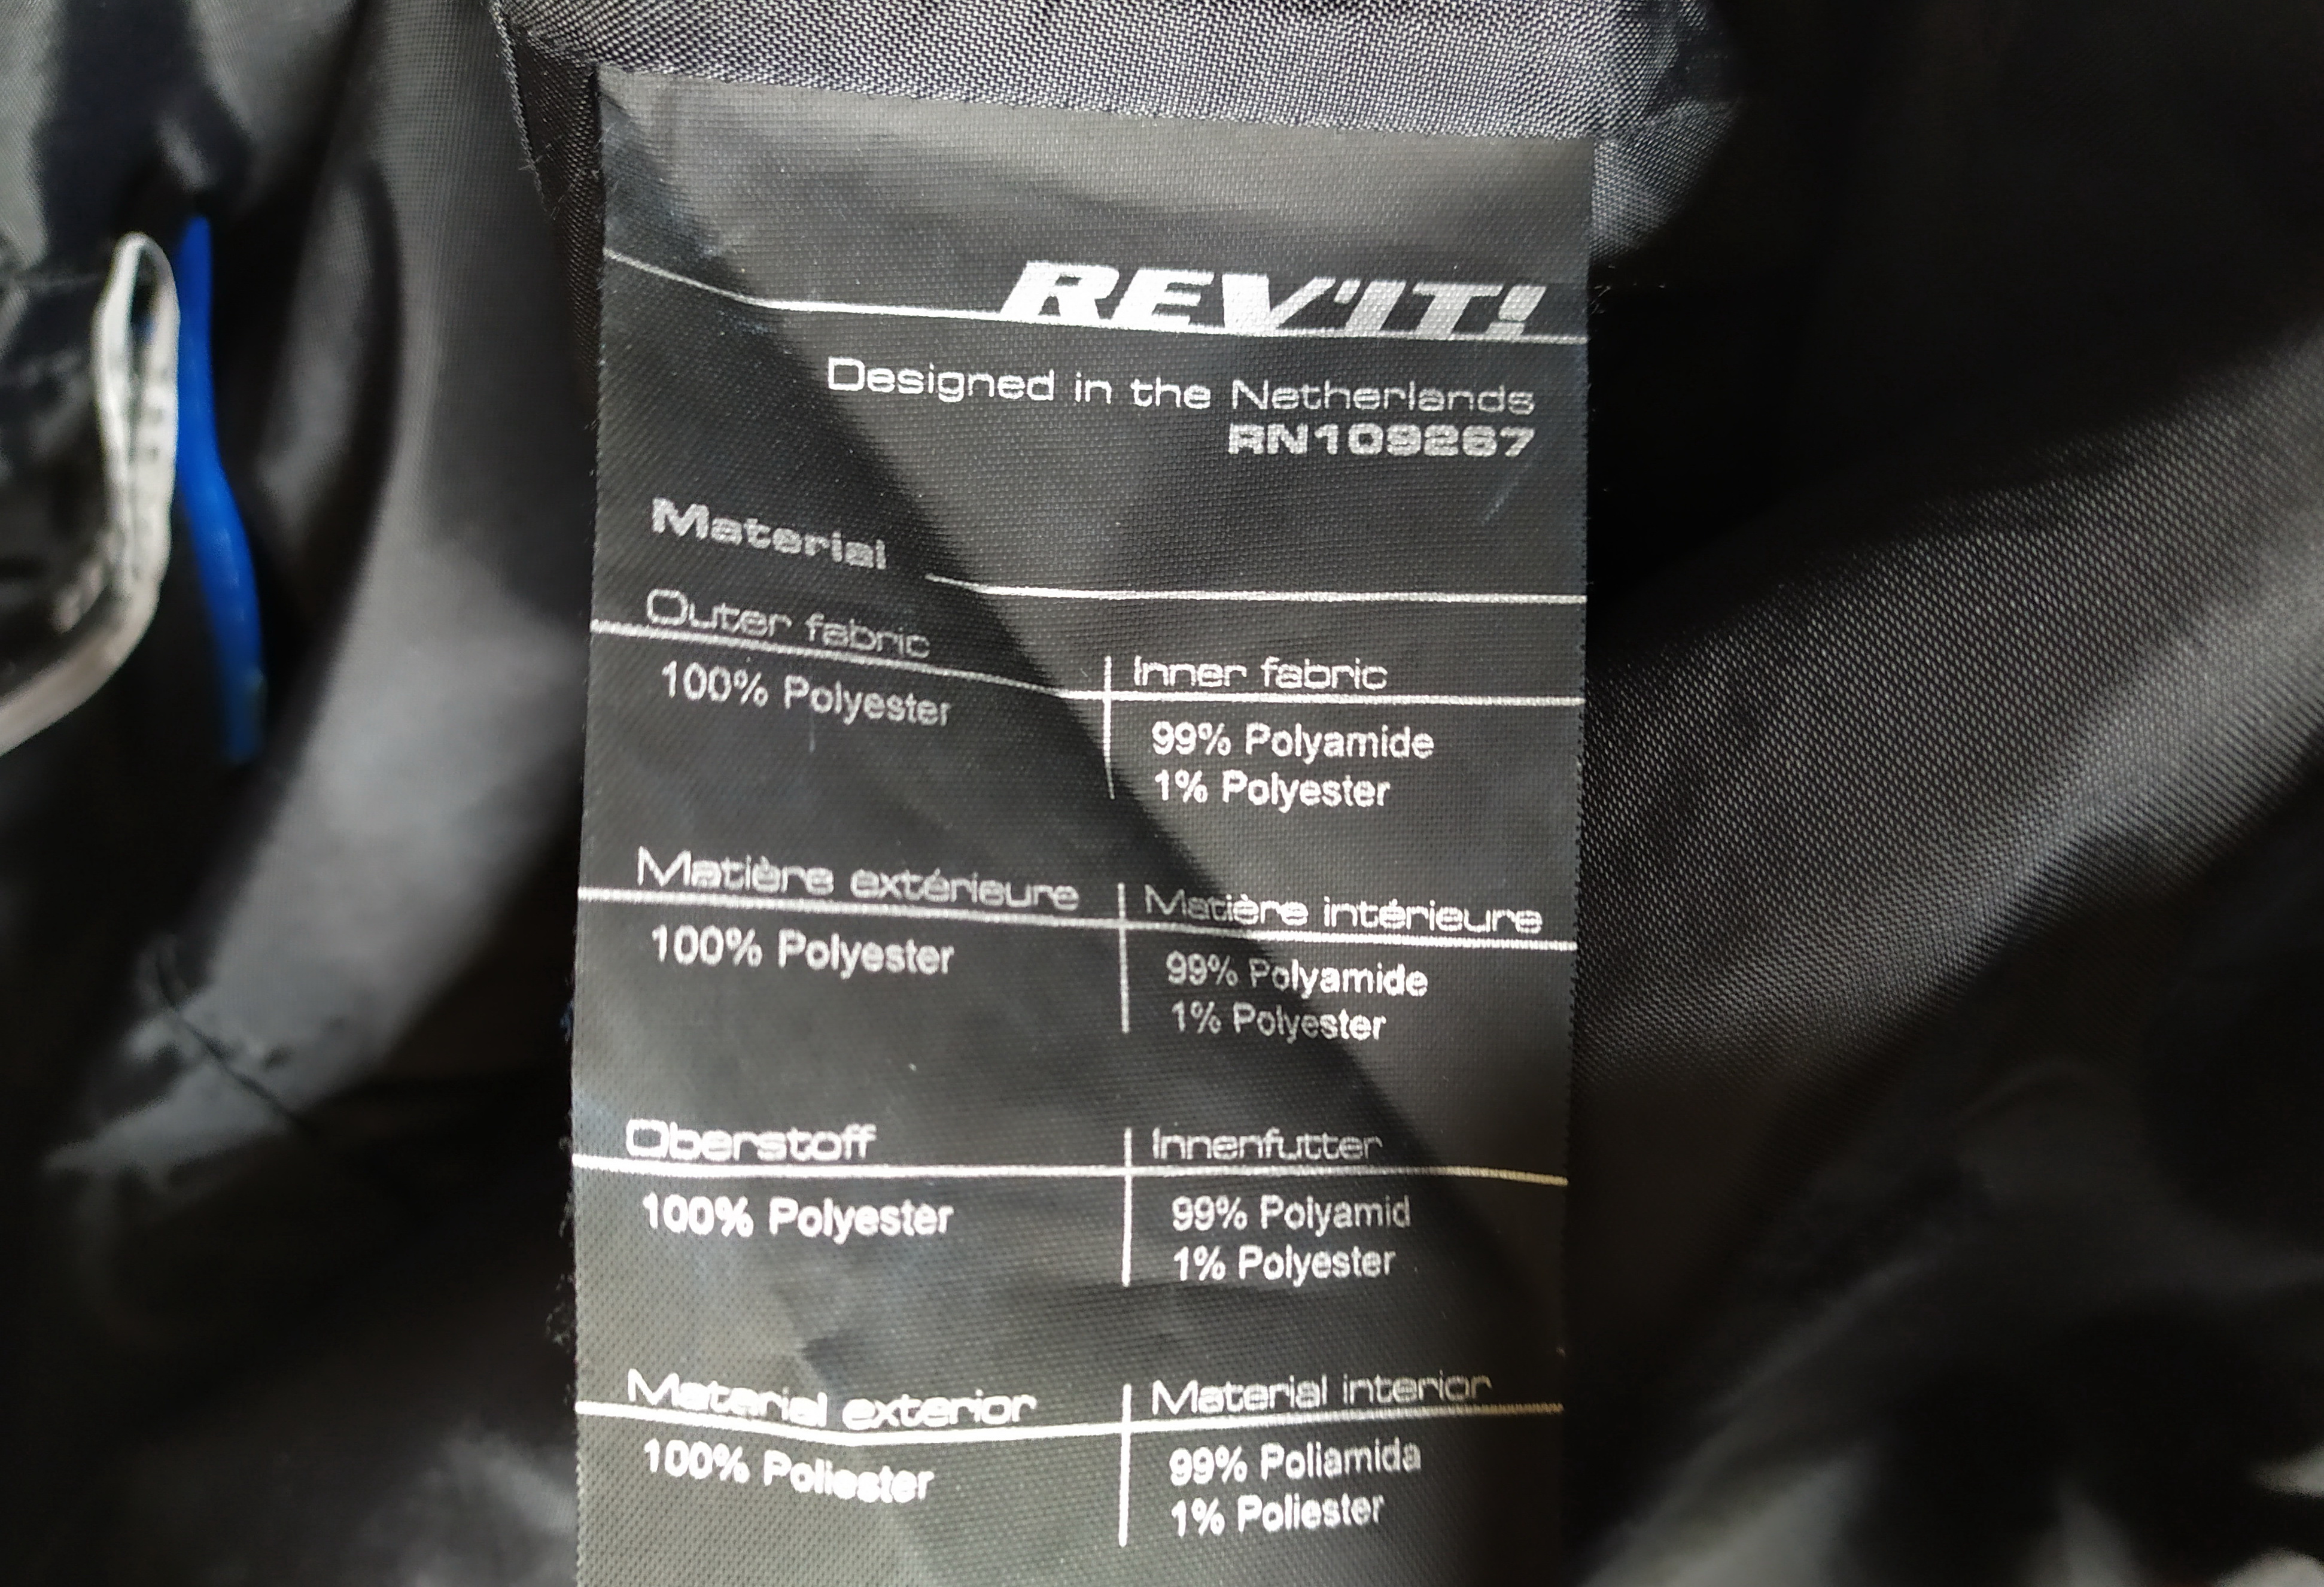 REV'IT!
Designed in the Netherlands
RN109267
Material
Outer fabric
100% Polyester
Inner fabric
99% Polyamide
1% Polyester
Matière extérieure
100% Polyester
Matière intérieure
99% Polyamide
1% Polyester
Oberstoff
100% Polyester
Innenfutter
99% Polyamid
1% Polyester
Material exterior
100% Poliester
Material interior
99% Poliamida
1% Poliester